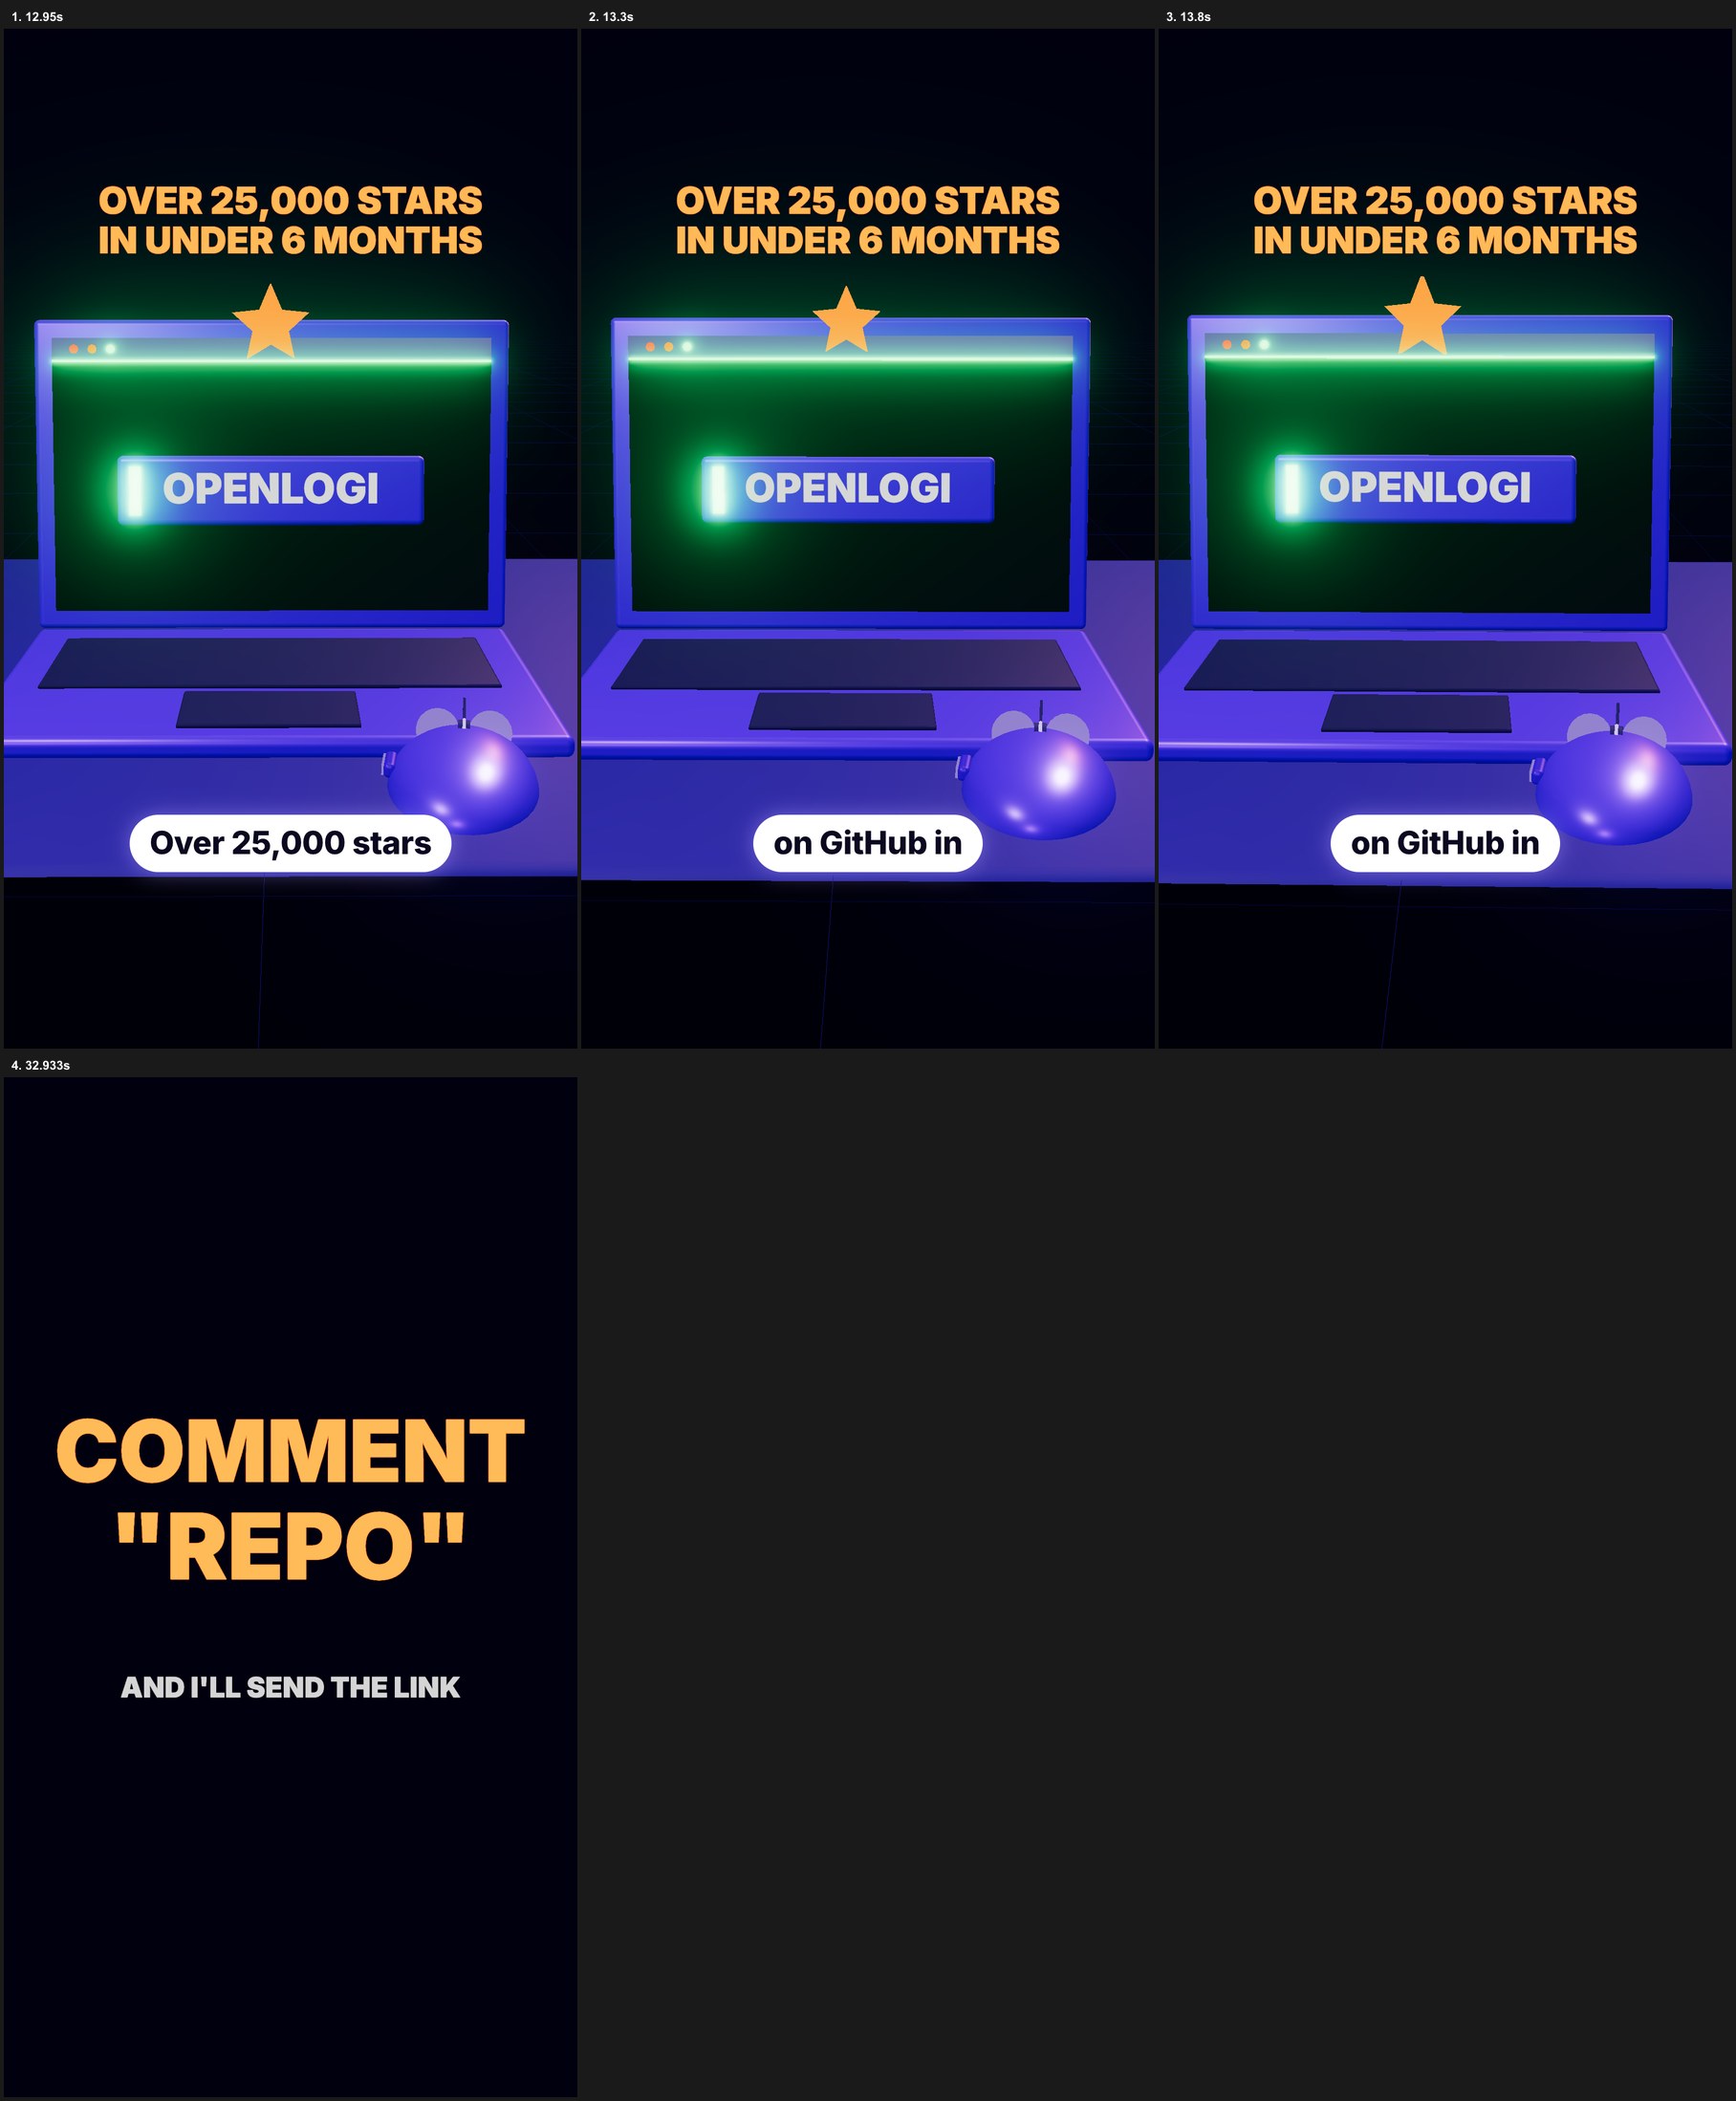 1. 12.95s
OVER 25,000 STARS
IN UNDER 6 MONTHS
OPENLOGI
Over 25,000 stars
2. 13.3s
OVER 25,000 STARS
IN UNDER 6 MONTHS
OPENLOGI
on GitHub in
3. 13.8s
OVER 25,000 STARS
IN UNDER 6 MONTHS
OPENLOGI
on GitHub in
4. 32.933s
COMMENT
"REPO"
AND I'LL SEND THE LINK